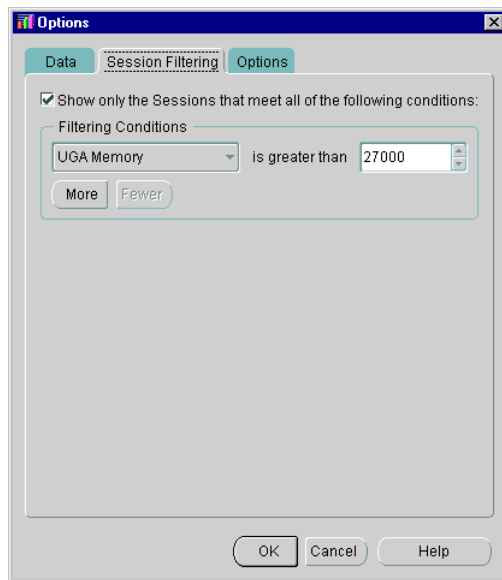 Options
Data Session Filtering Options
Show only the Sessions that meet all of the following conditions:
Filtering Conditions
UGA Memory is greater than 27000
More Fewer
OK Cancel Help